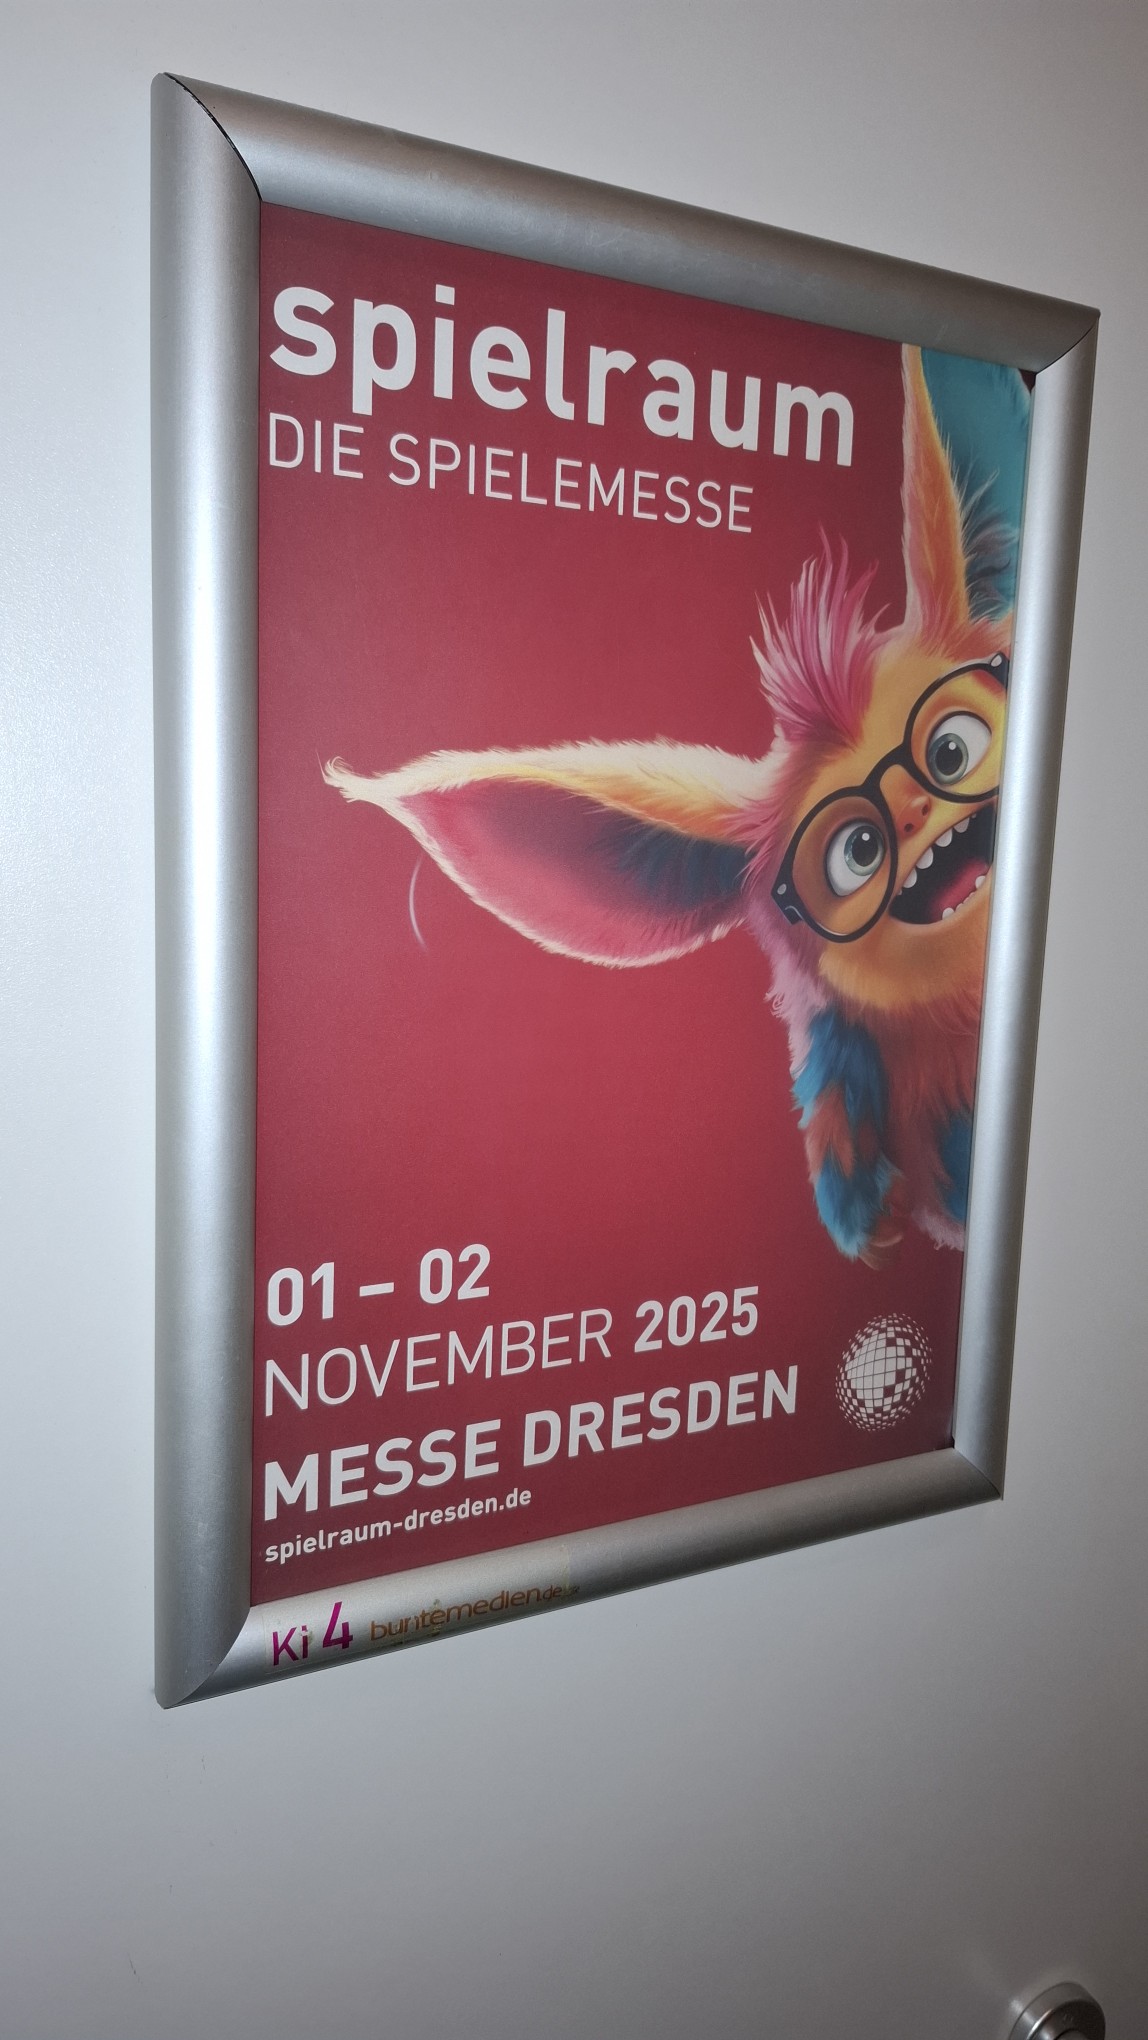 spielraum
DIE SPIELEMESSE
01 – 02
NOVEMBER 2025
MESSE DRESDEN
spielraum-dresden.de
Ki 4 buntemedien.de